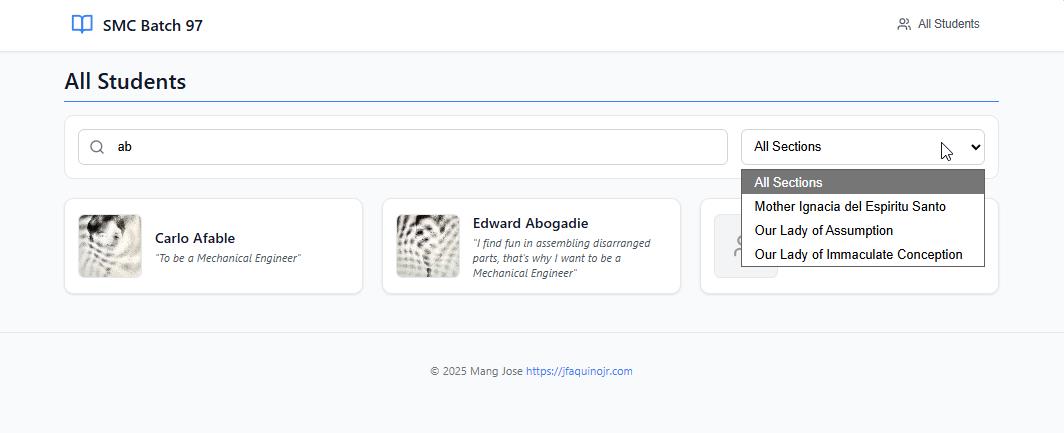 SMC Batch 97
All Students
All Students
ab
All Sections
All Sections
Mother Ignacia del Espiritu Santo
Our Lady of Assumption
Our Lady of Immaculate Conception
Carlo Afable
"To be a Mechanical Engineer"
Edward Abogadie
"I find fun in assembling disarranged
parts, that's why I want to be a
Mechanical Engineer"
© 2025 Mang Jose https://jfaquinojr.com